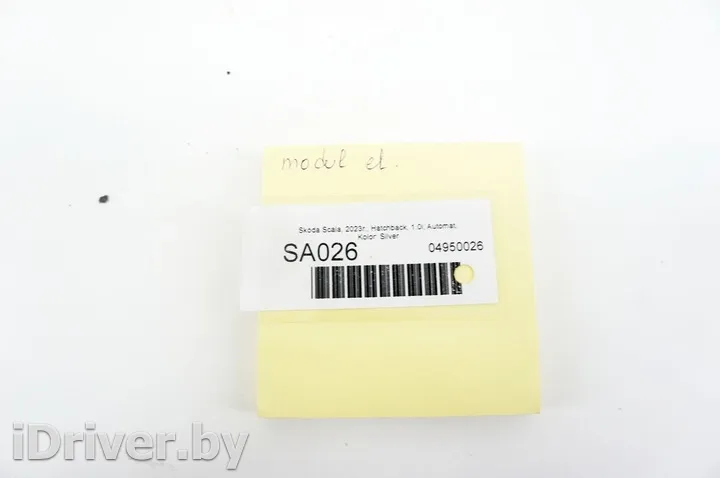 modul el.
Skoda Scala, 2023r., Hatchback, 1.0i, Automat,
Kolor: Silver
SA026 04950026
iDriver.by